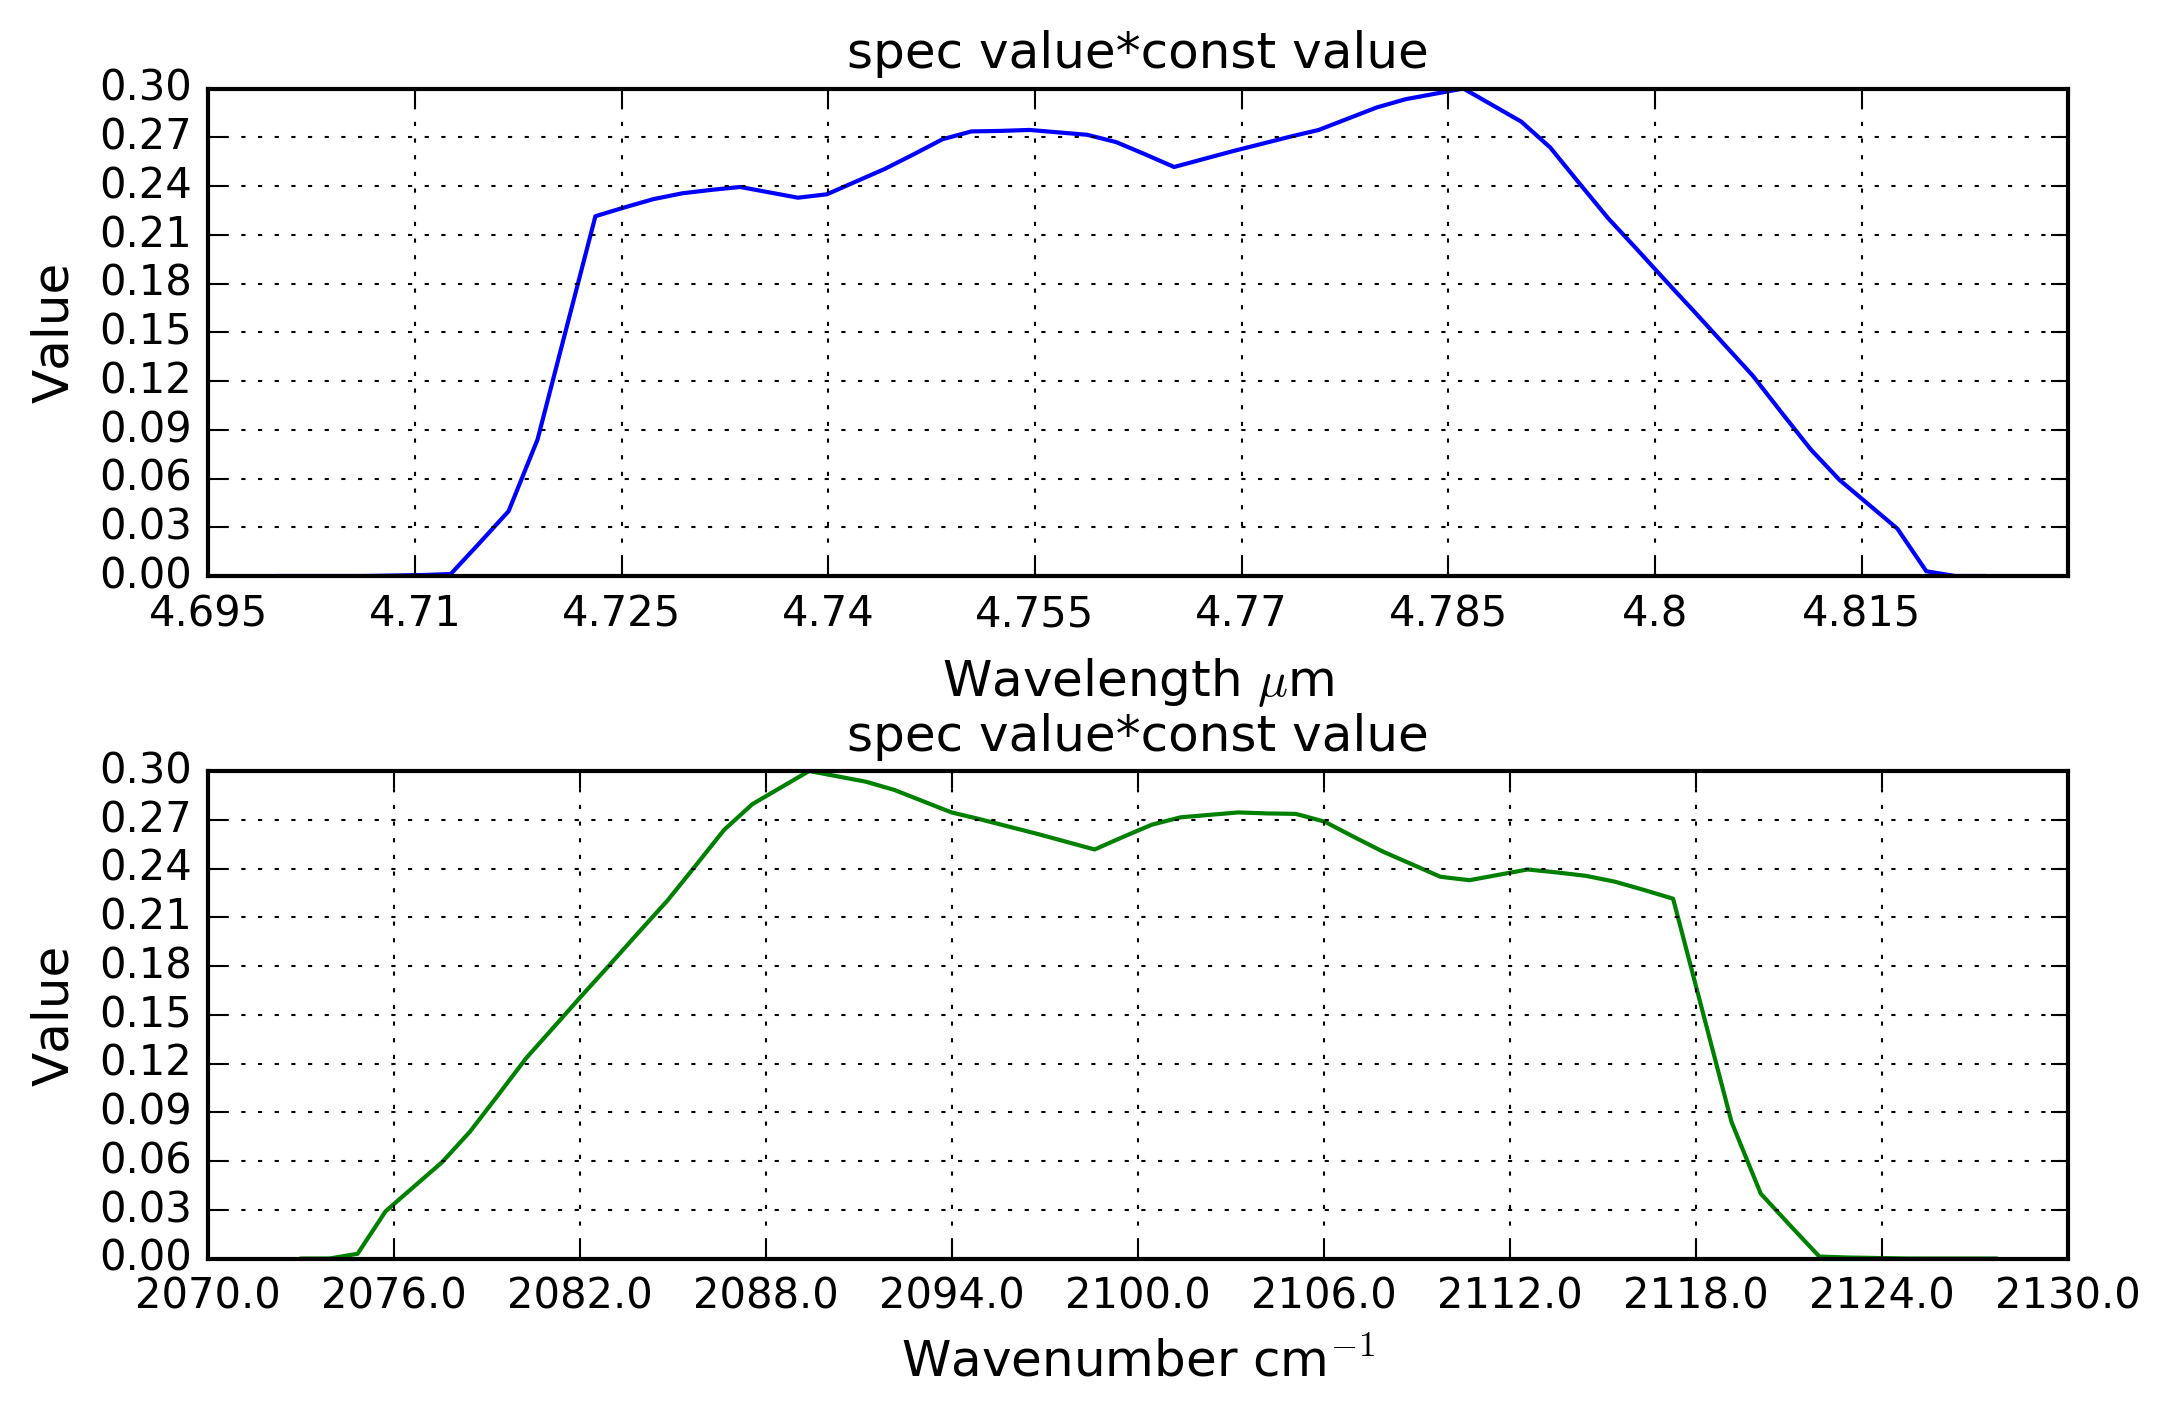 spec value*const value
0.30
0.27
0.24
0.21
0.18
0.15
0.12
0.09
0.06
0.03
0.00
Value
4.695 4.71 4.725 4.74 4.755 4.77 4.785 4.8 4.815
Wavelength μm
spec value*const value
0.30
0.27
0.24
0.21
0.18
0.15
0.12
0.09
0.06
0.03
0.00
Value
2070.0 2076.0 2082.0 2088.0 2094.0 2100.0 2106.0 2112.0 2118.0 2124.0 2130.0
Wavenumber cm⁻¹